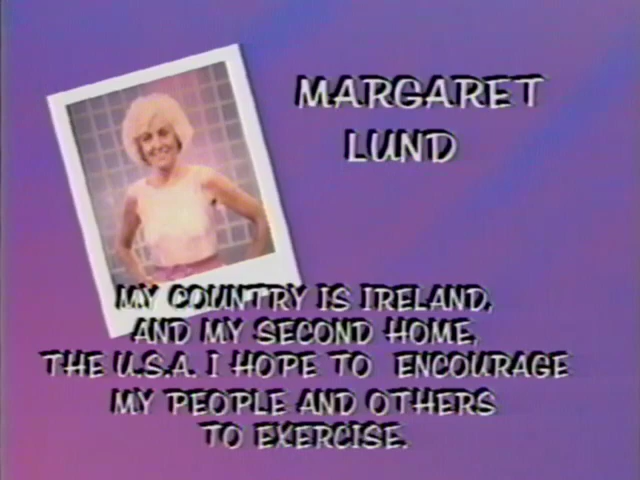 MARGARET
LUND
MY COUNTRY IS IRELAND,
AND MY SECOND HOME,
THE U.S.A. I HOPE TO ENCOURAGE
MY PEOPLE AND OTHERS
TO EXERCISE.